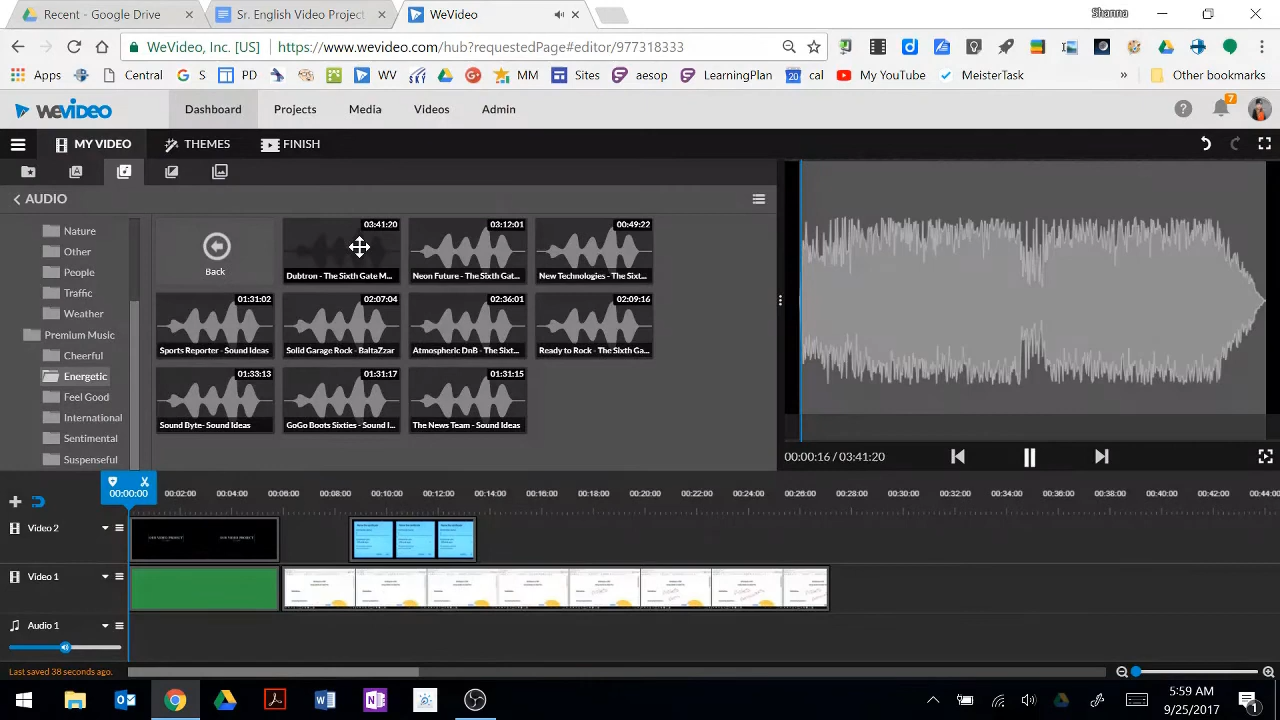 Recent - Google Drive
Sr. English Video Project
WeVideo
Shanna
WeVideo, Inc. [US]
https://www.wevideo.com/hub?requestedPage#editor/977318333
Apps
Central
S
PD
WV
MM
Sites
aesop
LearningPlan
20
cal
My YouTube
MeisterTask
»
Other bookmarks
WEVIDEO
Dashboard
Projects
Media
Videos
Admin
7
MY VIDEO
THEMES
FINISH
AUDIO
Nature
Other
People
Traffic
Weather
Premium Music
Cheerful
Energetic
Feel Good
International
Sentimental
Suspenseful
Back
03:41:20
Dubtron - The Sixth Gate M...
03:12:01
Neon Future - The Sixth Gat...
00:49:22
New Technologies - The Sixt...
01:31:02
Sports Reporter - Sound Ideas
02:07:04
Solid Garage Rock - BaltaZzar
02:36:01
Atmospheric DnB - The Sixt...
02:09:16
Ready to Rock - The Sixth Ga...
01:33:13
Sound Byte- Sound Ideas
01:31:17
GoGo Boots Sixties - Sound I...
01:31:15
The News Team - Sound Ideas
00:00:16 / 03:41:20
00:00:00
00:02:00
00:04:00
00:06:00
00:08:00
00:10:00
00:12:00
00:14:00
00:16:00
00:18:00
00:20:00
00:22:00
00:24:00
00:26:00
00:28:00
00:30:00
00:32:00
00:34:00
00:36:00
00:38:00
00:40:00
00:42:00
00:44:00
Video 2
Video 1
Audio 1
Last saved 38 seconds ago.
5:59 AM
9/25/2017
1